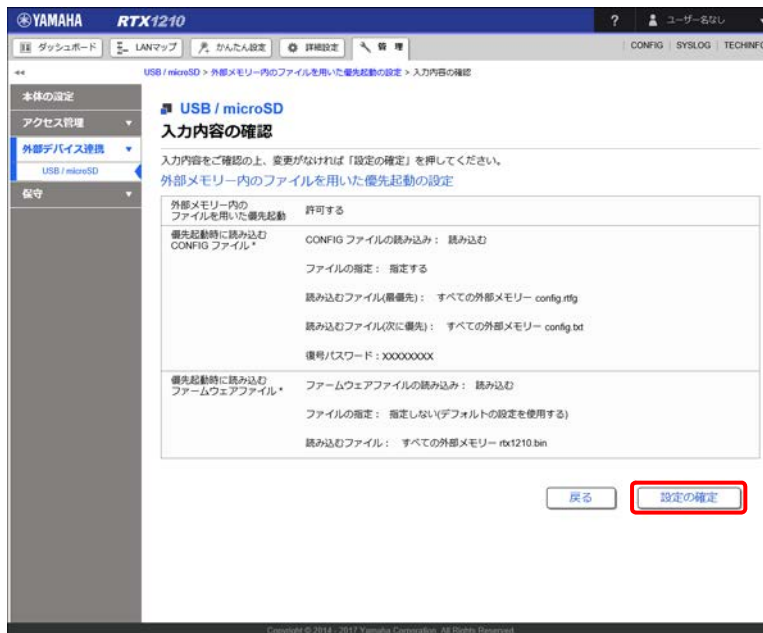 YAMAHA RTX1210 ? ユーザー名なし
ダッシュボード LANマップ かんたん設定 詳細設定 管理 CONFIG SYSLOG TECHINFO
USB / microSD > 外部メモリー内のファイルを用いた優先起動の設定 > 入力内容の確認
本体の設定
アクセス管理
外部デバイス連携
USB / microSD
保守
USB / microSD
入力内容の確認
入力内容をご確認の上、変更がなければ「設定の確定」を押してください。
外部メモリー内のファイルを用いた優先起動の設定
外部メモリー内の
ファイルを用いた優先起動 許可する
優先起動時に読み込む
CONFIG ファイル *
CONFIG ファイルの読み込み： 読み込む
ファイルの指定： 指定する
読み込むファイル(最優先)： すべての外部メモリー config.rtfg
読み込むファイル(次に優先)： すべての外部メモリー config.txt
復号パスワード：XXXXXXXX
優先起動時に読み込む
ファームウェアファイル *
ファームウェアファイルの読み込み： 読み込む
ファイルの指定： 指定しない(デフォルトの設定を使用する)
読み込むファイル： すべての外部メモリー rtx1210.bin
戻る 設定の確定
Copyright © 2014 - 2017 Yamaha Corporation. All Rights Reserved.